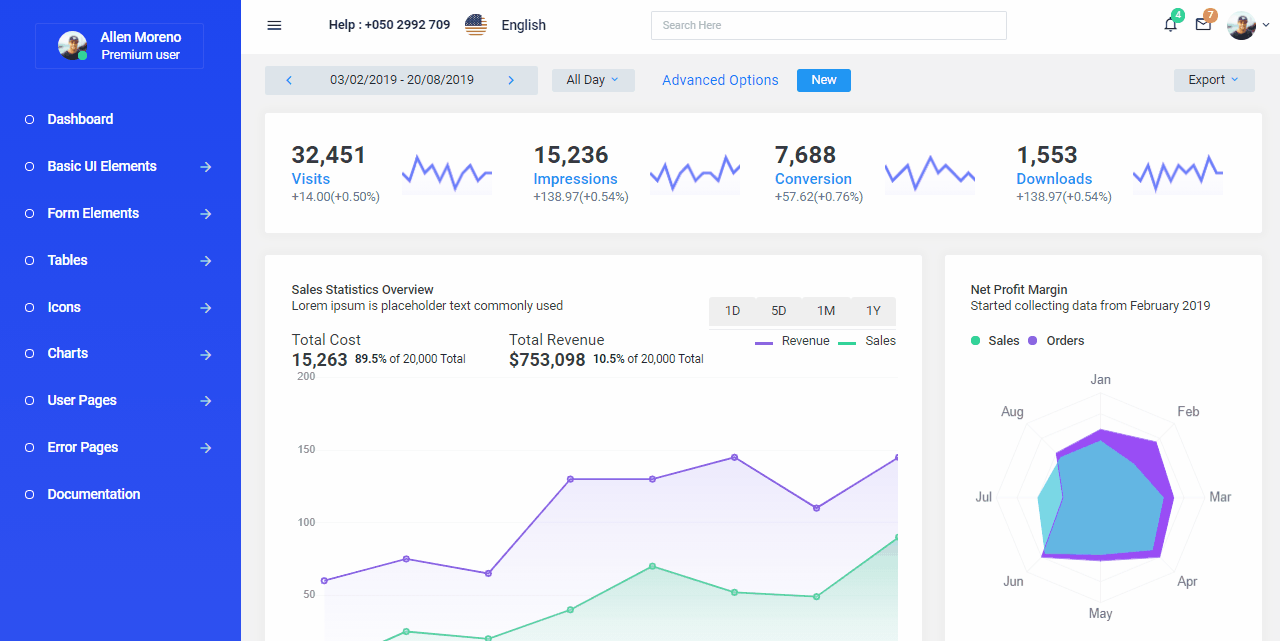 Allen Moreno
Premium user
Dashboard
Basic UI Elements
Form Elements
Tables
Icons
Charts
User Pages
Error Pages
Documentation
Help : +050 2992 709
English
Search Here
4
7
03/02/2019 - 20/08/2019
All Day
Advanced Options
New
Export
32,451
Visits
+14.00(+0.50%)
15,236
Impressions
+138.97(+0.54%)
7,688
Conversion
+57.62(+0.76%)
1,553
Downloads
+138.97(+0.54%)
Sales Statistics Overview
Lorem ipsum is placeholder text commonly used
1D 5D 1M 1Y
Total Cost
15,263 89.5% of 20,000 Total
Total Revenue
$753,098 10.5% of 20,000 Total
Revenue Sales
200
150
100
50
Net Profit Margin
Started collecting data from February 2019
Sales Orders
Jan
Feb
Mar
Apr
May
Jun
Jul
Aug